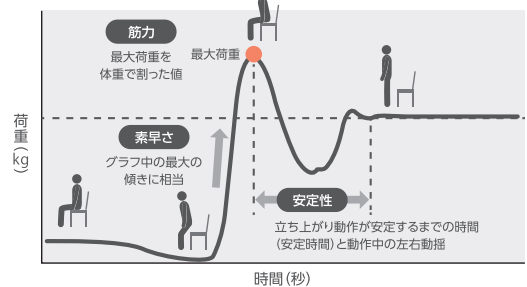 筋力
最大荷重を
体重で割った値
最大荷重
素早さ
グラフ中の最大の
傾きに相当
荷重(kg)
安定性
立ち上がり動作が安定するまでの時間
(安定時間)と動作中の左右動揺
時間(秒)